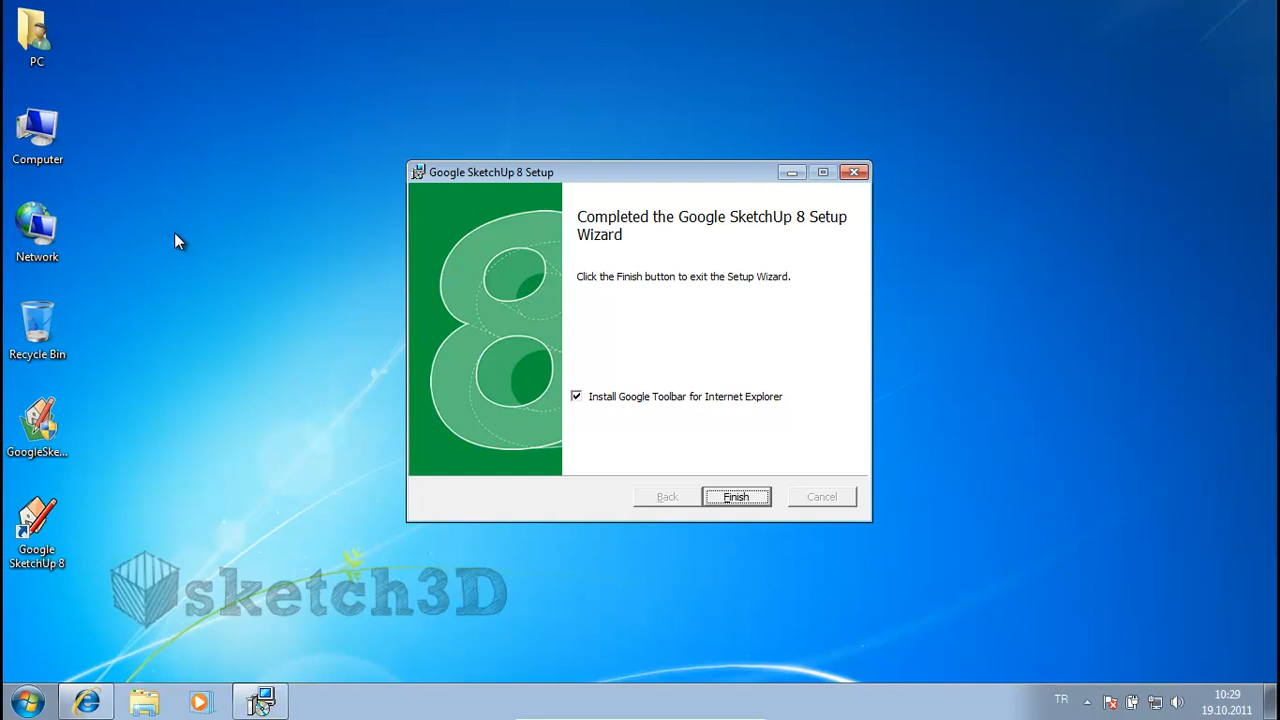 PC
Computer
Network
Recycle Bin
GoogleSke...
Google
SketchUp 8
Google SketchUp 8 Setup
Completed the Google SketchUp 8 Setup
Wizard
Click the Finish button to exit the Setup Wizard.
Install Google Toolbar for Internet Explorer
Back
Finish
Cancel
sketch3D
TR
10:29
19.10.2011